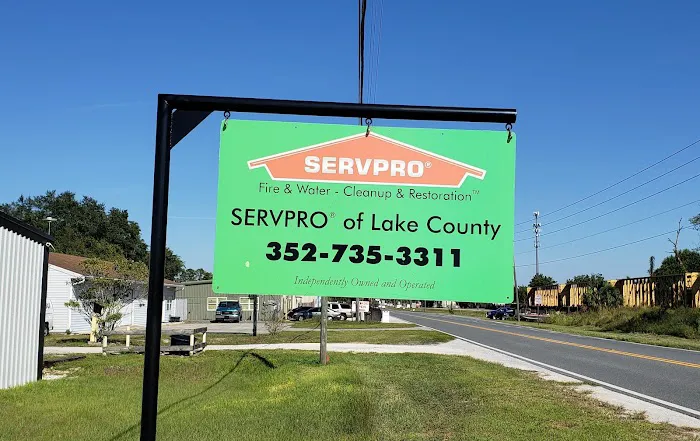 SERVPRO®
Fire & Water - Cleanup & Restoration™
SERVPRO® of Lake County
352-735-3311
Independently Owned and Operated